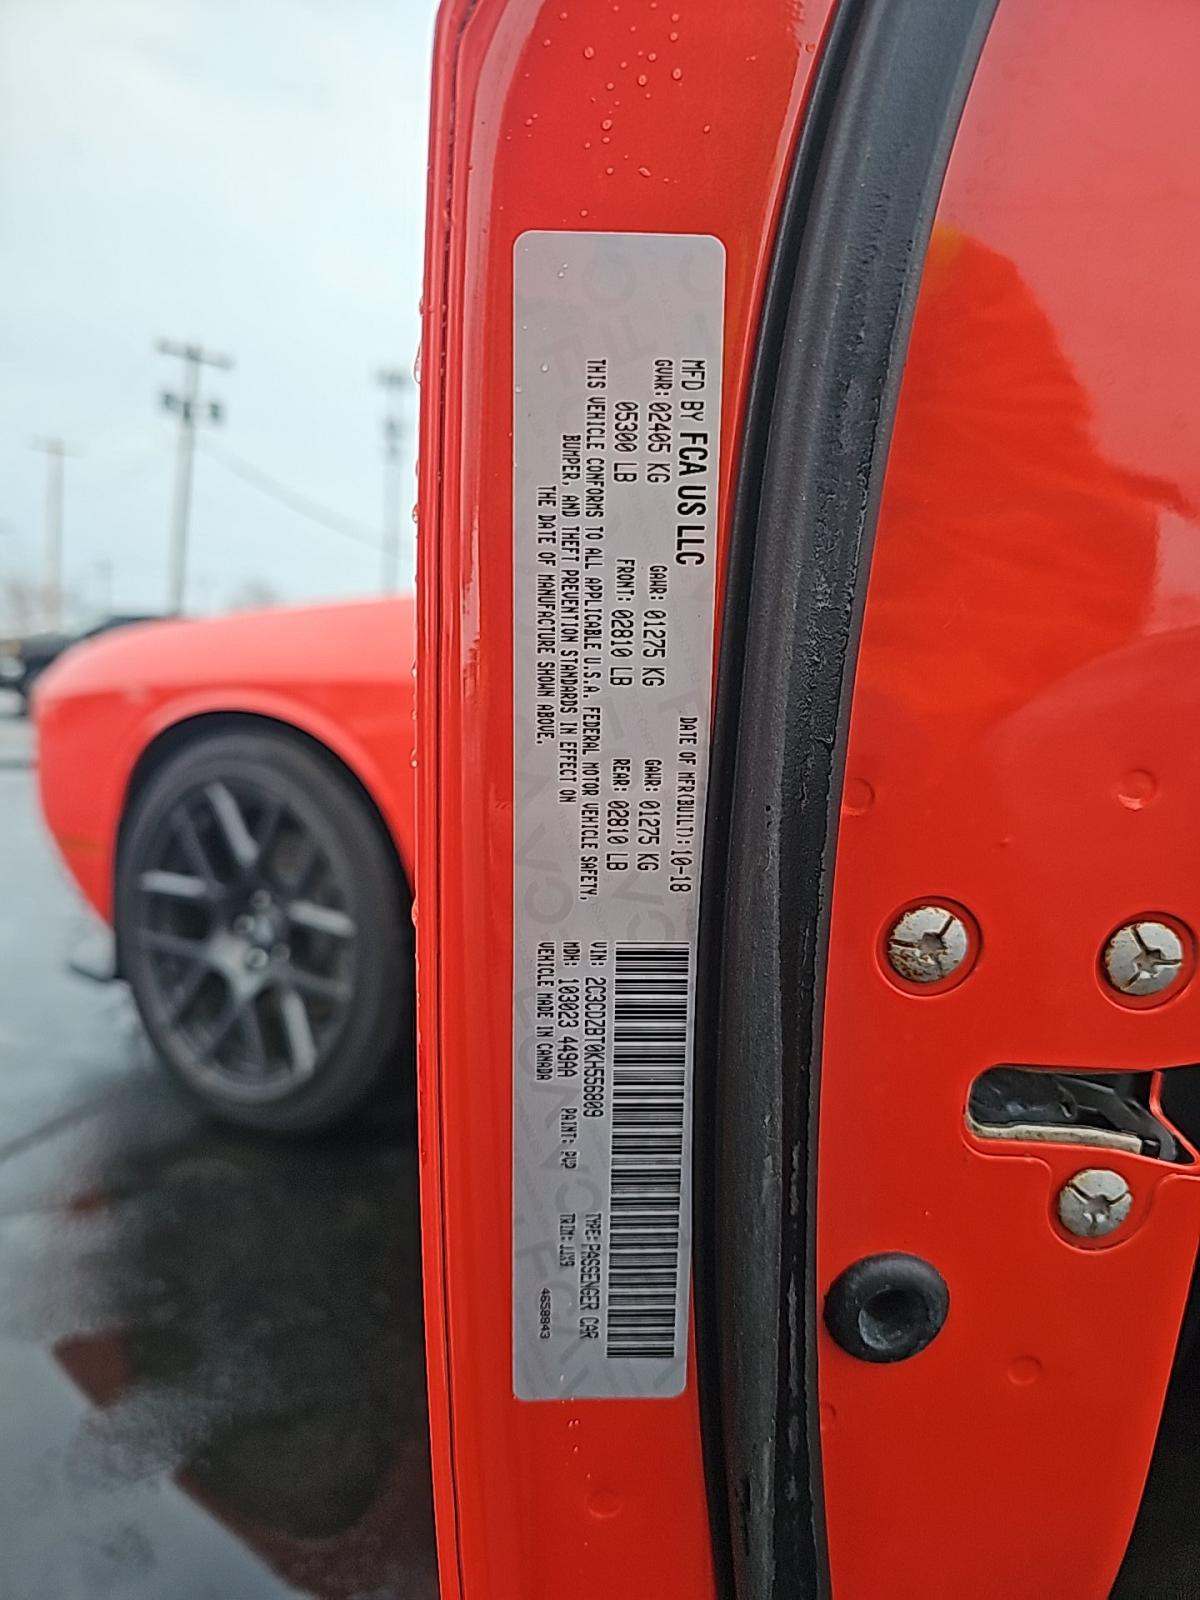 MFD BY FCA US LLC DATE OF MFR(BUILT): 10-18
GVWR: 02405 KG GAWR: 01275 KG GAWR: 01275 KG
05300 LB FRONT: 02810 LB REAR: 02810 LB
THIS VEHICLE CONFORMS TO ALL APPLICABLE U.S.A. FEDERAL MOTOR VEHICLE SAFETY,
BUMPER, AND THEFT PREVENTION STANDARDS IN EFFECT ON
THE DATE OF MANUFACTURE SHOWN ABOVE.
VIN: 2C3CDZBT0KH556809 TYPE: PASSENGER CAR
MDH: 103023 449AA PAINT: TRIM: JJX9
VEHICLE MADE IN CANADA 4658843